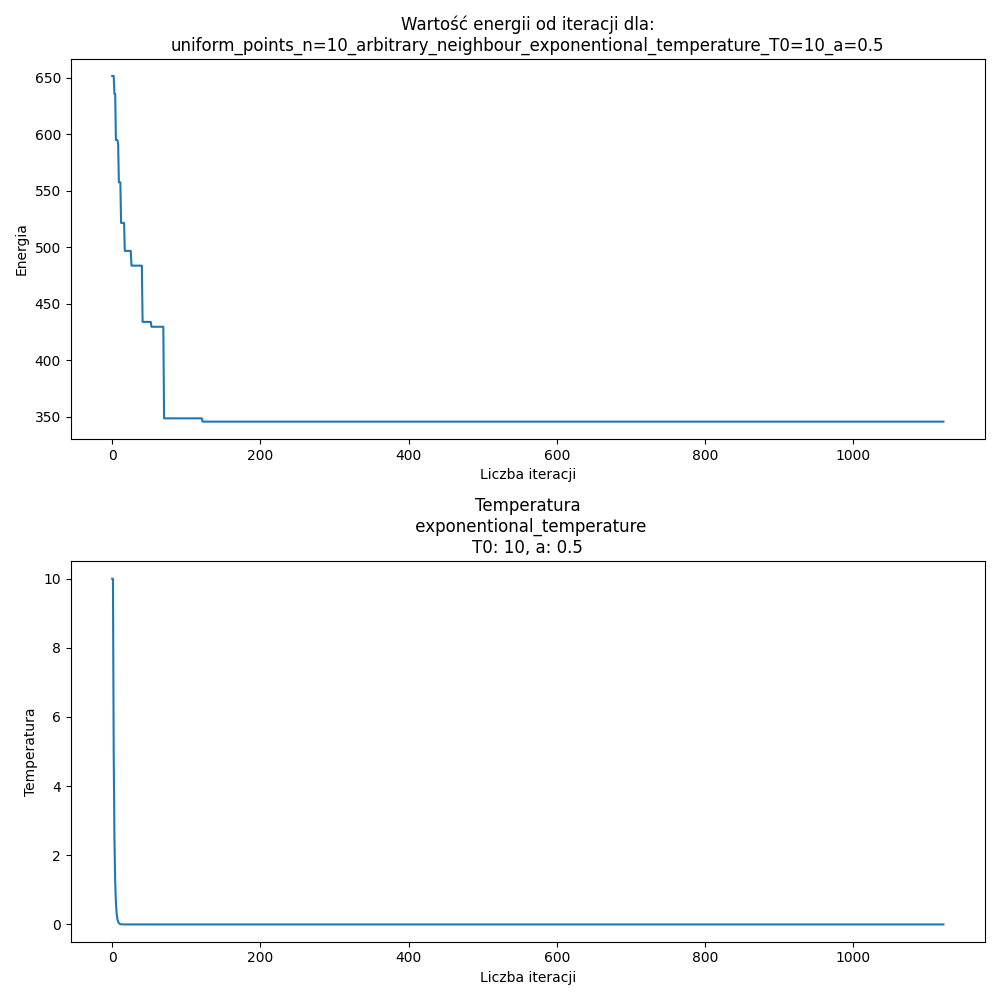 Wartość energii od iteracji dla:
uniform_points_n=10_arbitrary_neighbour_exponentional_temperature_T0=10_a=0.5
650
600
550
500
450
400
350
Energia
0 200 400 600 800 1000
Liczba iteracji
Temperatura
exponentional_temperature
T0: 10, a: 0.5
10
8
6
4
2
0
Temperatura
0 200 400 600 800 1000
Liczba iteracji